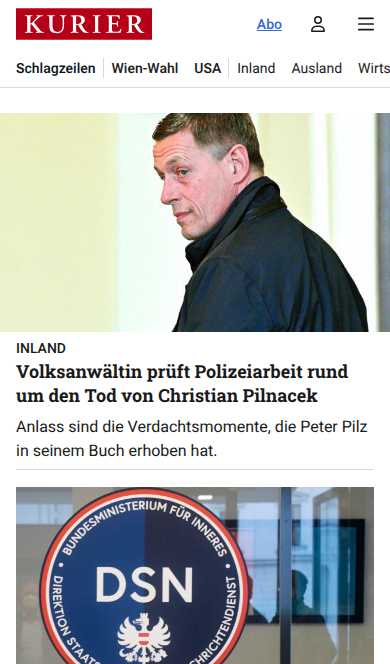 KURIER
Abo
Schlagzeilen Wien-Wahl USA Inland Ausland Wirts
INLAND
Volksanwältin prüft Polizeiarbeit rund
um den Tod von Christian Pilnacek
Anlass sind die Verdachtsmomente, die Peter Pilz
in seinem Buch erhoben hat.
BUNDESMINISTERIUM FÜR INNERES
DSN
DIREKTION STAATS
CHRICHTENDIENST